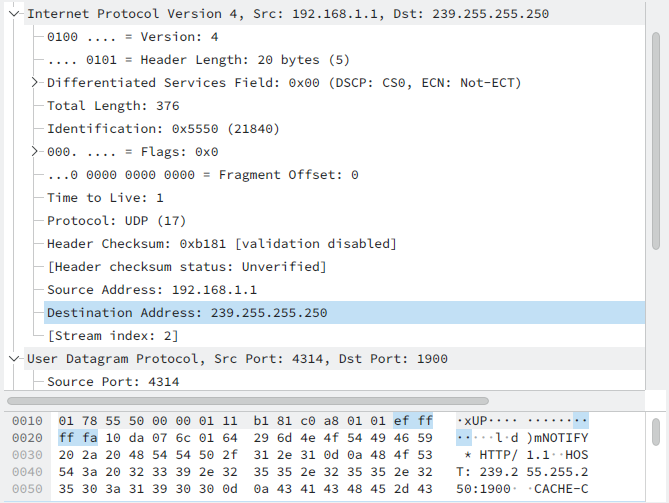 Internet Protocol Version 4, Src: 192.168.1.1, Dst: 239.255.255.250
0100 .... = Version: 4
.... 0101 = Header Length: 20 bytes (5)
Differentiated Services Field: 0x00 (DSCP: CS0, ECN: Not-ECT)
Total Length: 376
Identification: 0x5550 (21840)
000. .... = Flags: 0x0
...0 0000 0000 0000 = Fragment Offset: 0
Time to Live: 1
Protocol: UDP (17)
Header Checksum: 0xb181 [validation disabled]
[Header checksum status: Unverified]
Source Address: 192.168.1.1
Destination Address: 239.255.255.250
[Stream index: 2]
User Datagram Protocol, Src Port: 4314, Dst Port: 1900
Source Port: 4314
0010 01 78 55 50 00 00 01 11 b1 81 c0 a8 01 01 ef ff ·xUP···· ········
0020 ff fa 10 da 07 6c 01 64 29 6d 4e 4f 54 49 46 59 ·····l·d )mNOTIFY
0030 20 2a 20 48 54 54 50 2f 31 2e 31 0d 0a 48 4f 53 * HTTP/ 1.1··HOS
0040 54 3a 20 32 33 39 2e 32 35 35 2e 32 35 35 2e 32 T: 239.2 55.255.2
0050 35 30 3a 31 39 30 30 0d 0a 43 41 43 48 45 2d 43 50:1900· ·CACHE-C